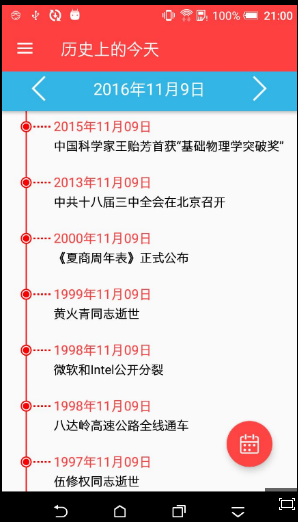 100% 21:00
历史上的今天
2016年11月9日
2015年11月09日
中国科学家王贻芳首获“基础物理学突破奖”
2013年11月09日
中共十八届三中全会在北京召开
2000年11月09日
《夏商周年表》正式公布
1999年11月09日
黄火青同志逝世
1998年11月09日
微软和Intel公开分裂
1998年11月09日
八达岭高速公路全线通车
1997年11月09日
伍修权同志逝世